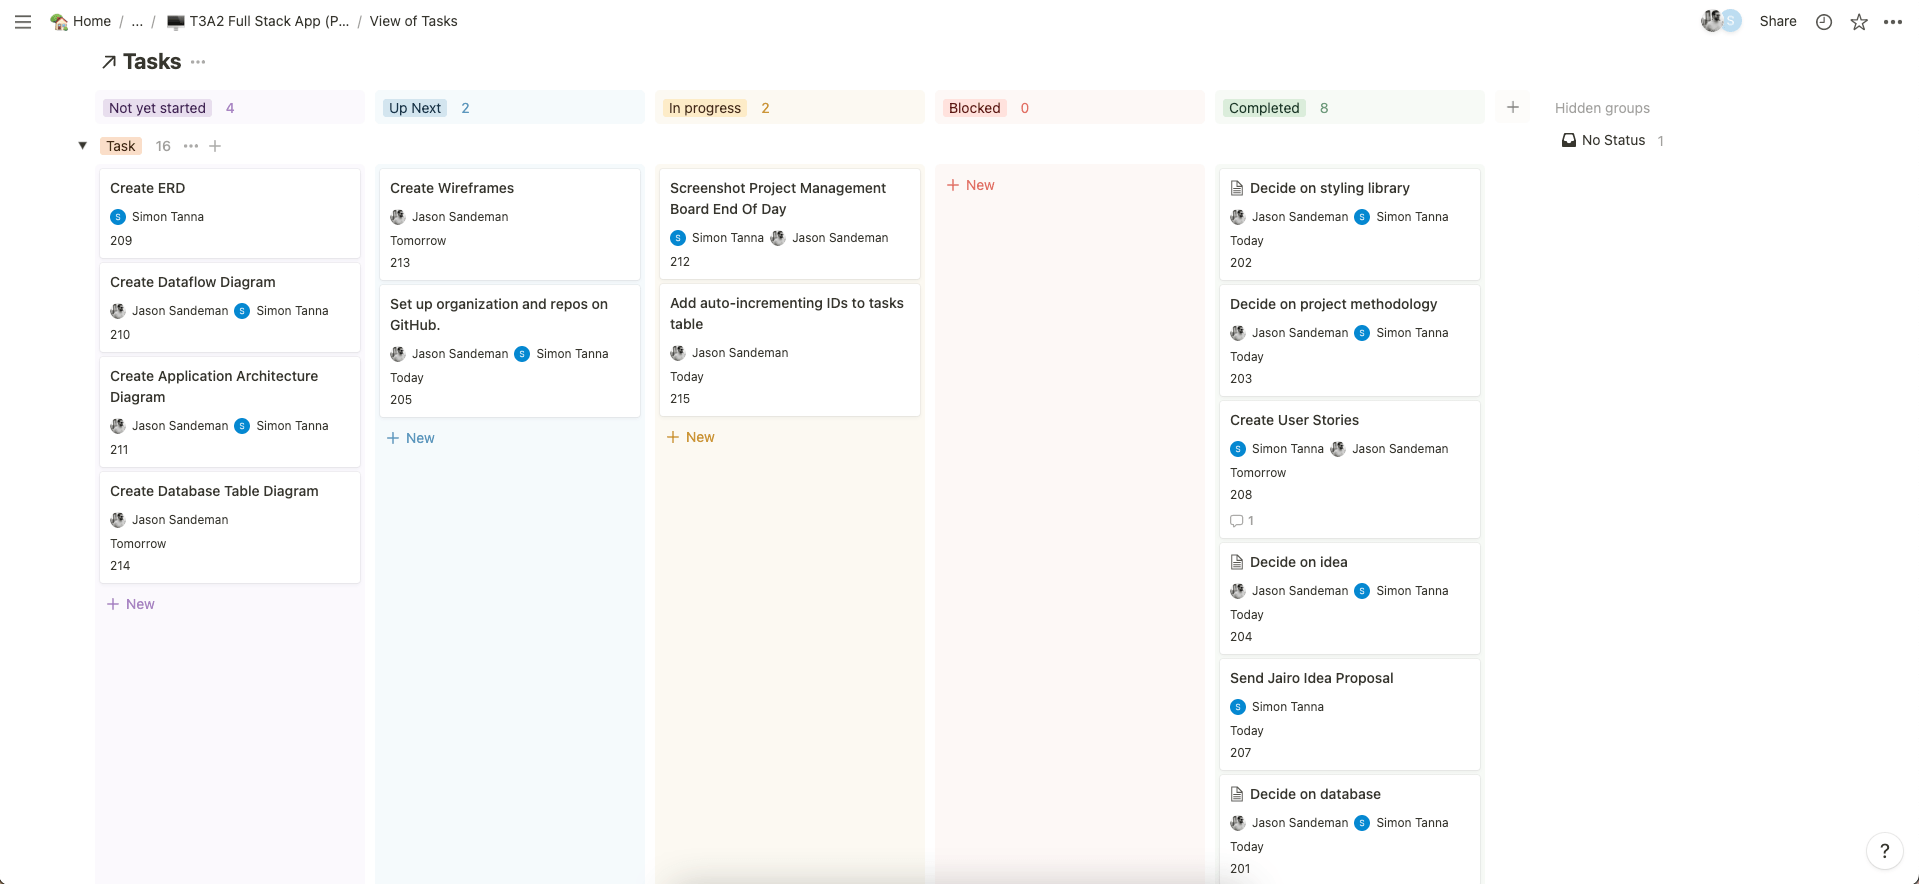 Home / ... / T3A2 Full Stack App (P... / View of Tasks
S Share
Tasks
Not yet started 4
Up Next 2
In progress 2
Blocked 0
Completed 8
Hidden groups
No Status 1
Task 16
Create ERD
S Simon Tanna
209
Create Dataflow Diagram
Jason Sandeman S Simon Tanna
210
Create Application Architecture
Diagram
Jason Sandeman S Simon Tanna
211
Create Database Table Diagram
Jason Sandeman
Tomorrow
214
+ New
Create Wireframes
Jason Sandeman
Tomorrow
213
Set up organization and repos on
GitHub.
Jason Sandeman S Simon Tanna
Today
205
+ New
Screenshot Project Management
Board End Of Day
S Simon Tanna Jason Sandeman
212
Add auto-incrementing IDs to tasks
table
Jason Sandeman
Today
215
+ New
+ New
Decide on styling library
Jason Sandeman S Simon Tanna
Today
202
Decide on project methodology
Jason Sandeman S Simon Tanna
Today
203
Create User Stories
S Simon Tanna Jason Sandeman
Tomorrow
208
1
Decide on idea
Jason Sandeman S Simon Tanna
Today
204
Send Jairo Idea Proposal
S Simon Tanna
Today
207
Decide on database
Jason Sandeman S Simon Tanna
Today
201
?